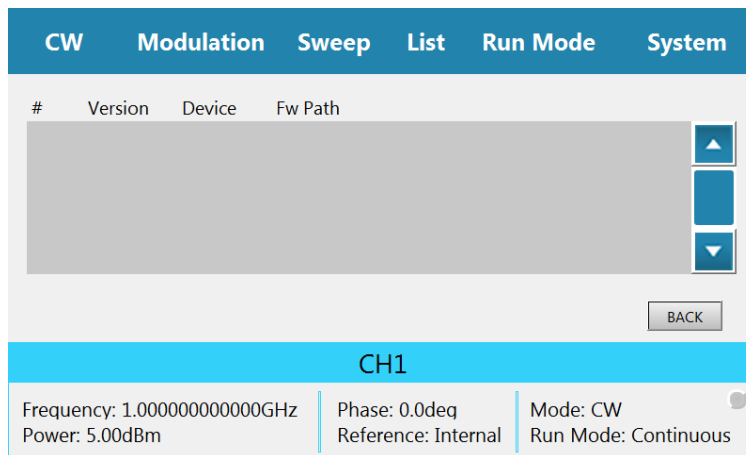 CW Modulation Sweep List Run Mode System
# Version Device Fw Path
BACK
CH1
Frequency: 1.000000000000GHz Phase: 0.0deg Mode: CW
Power: 5.00dBm Reference: Internal Run Mode: Continuous